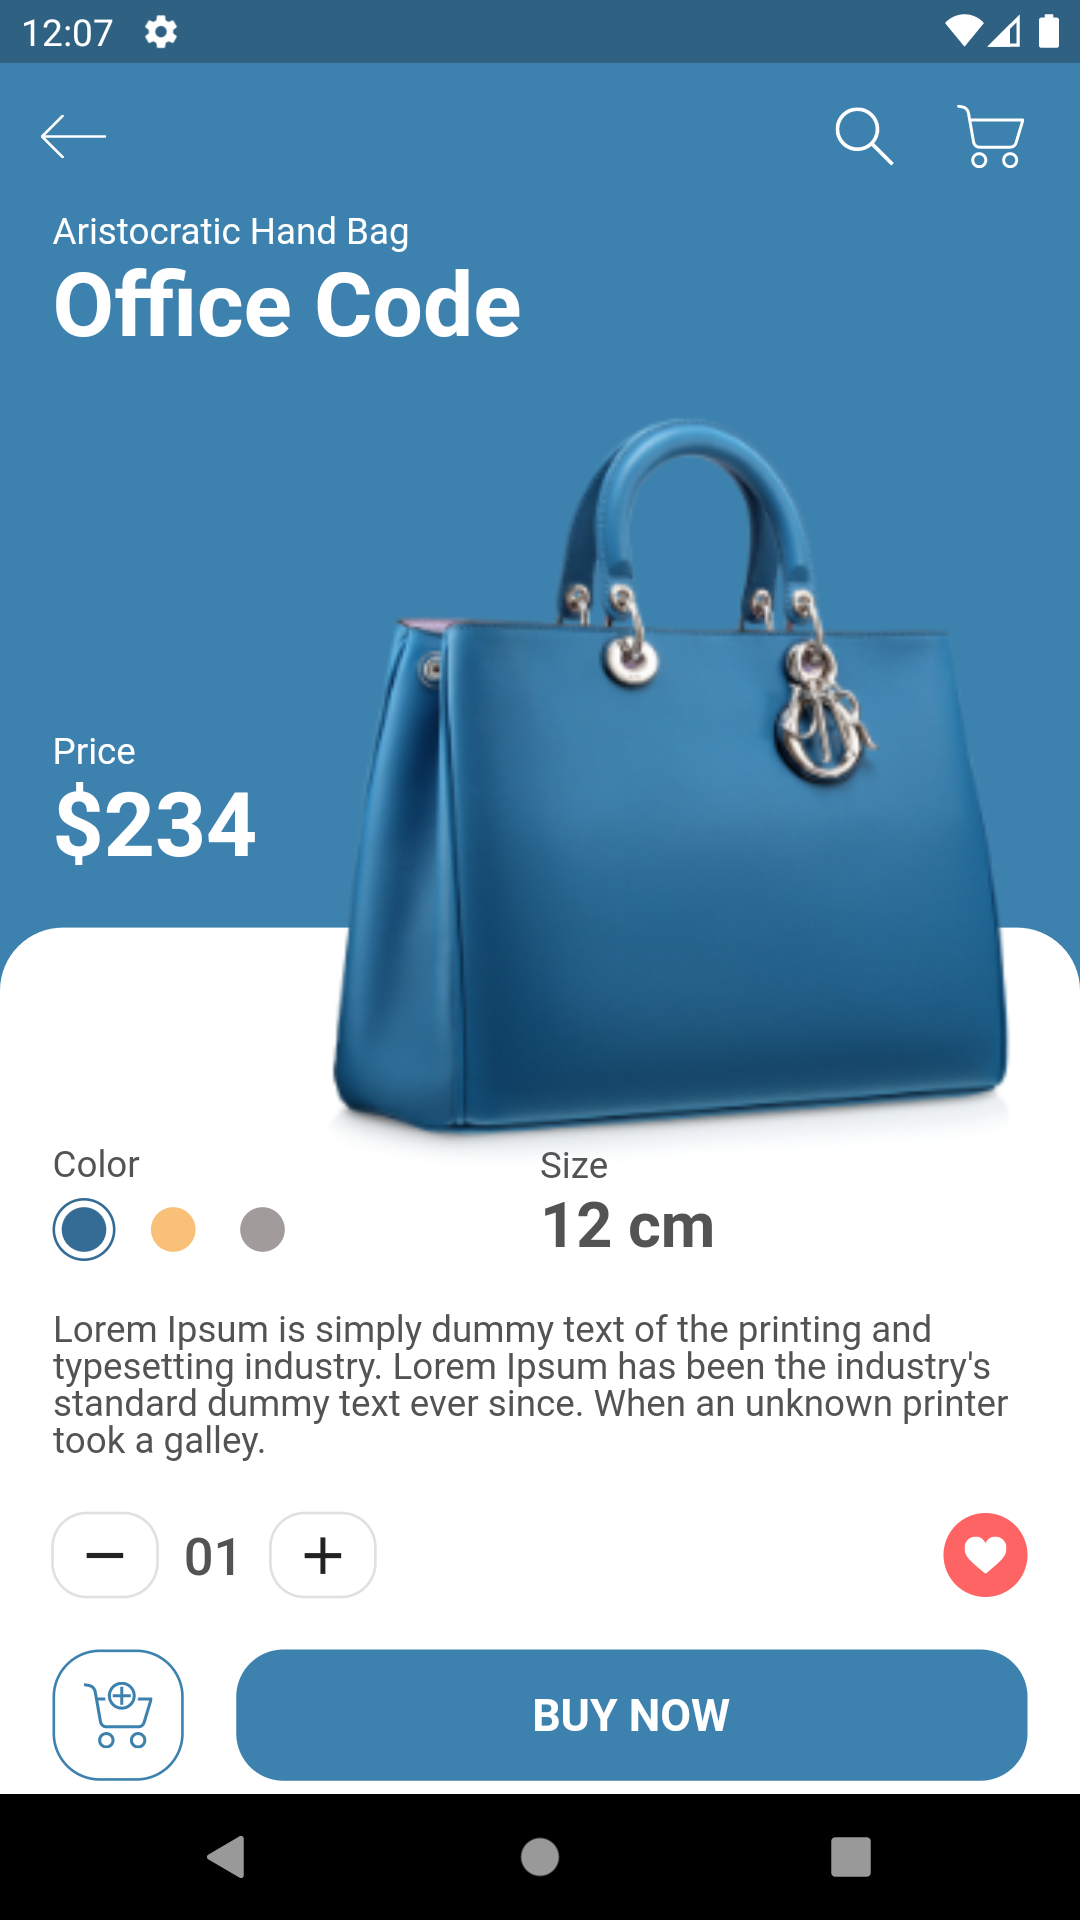 12:07
Aristocratic Hand Bag
Office Code
Price
$234
Color
Size
12 cm
Lorem Ipsum is simply dummy text of the printing and
typesetting industry. Lorem Ipsum has been the industry's
standard dummy text ever since. When an unknown printer
took a galley.
01
BUY NOW